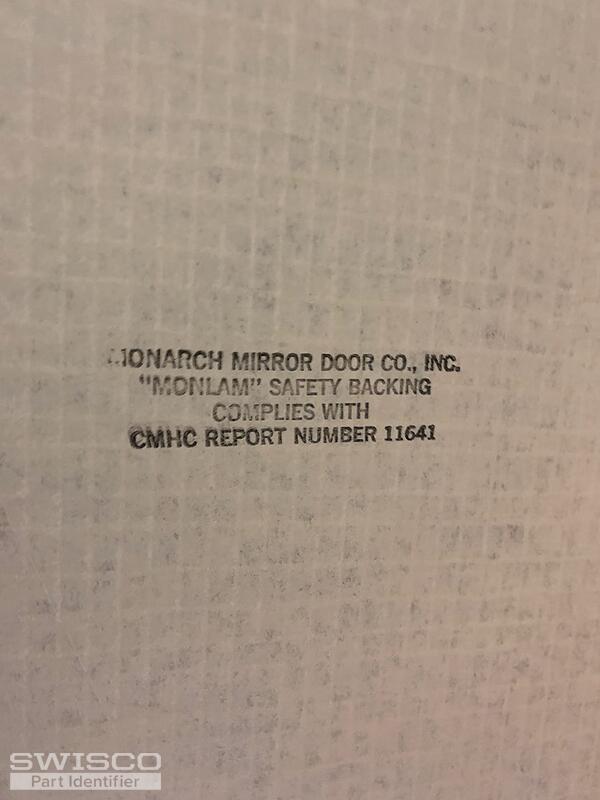 MONARCH MIRROR DOOR CO., INC.
"MONLAM" SAFETY BACKING
COMPLIES WITH
CMHC REPORT NUMBER 11641
SWISCO
Part Identifier